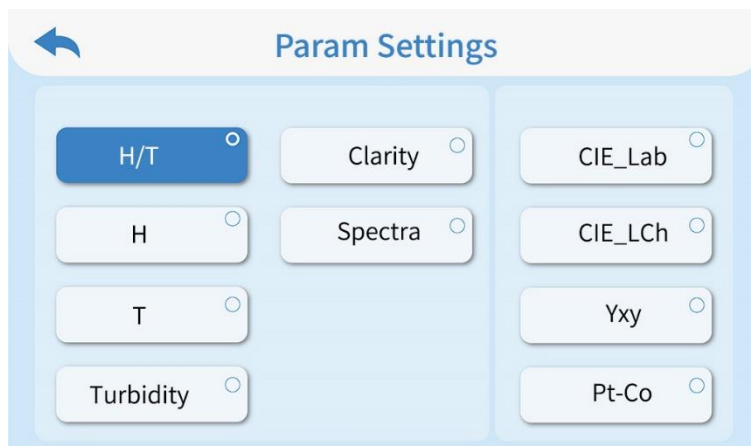 Param Settings
H/T
Clarity
CIE_Lab
H
Spectra
CIE_LCh
T
Yxy
Turbidity
Pt-Co